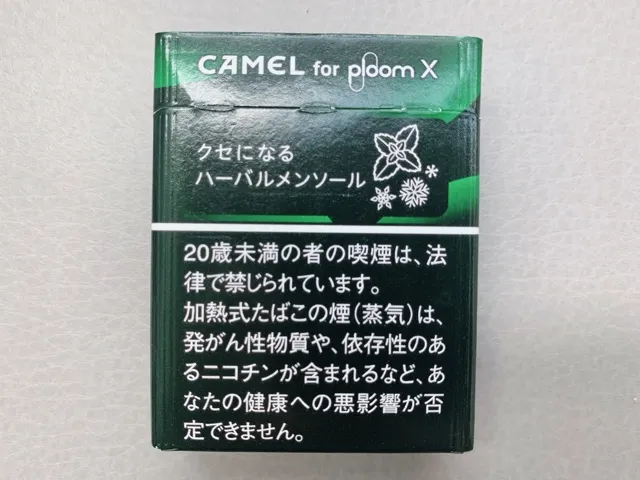 CAMEL for ploom X
クセになる
ハーバルメンソール
20歳未満の者の喫煙は、法
律で禁じられています。
加熱式たばこの煙(蒸気)は、
発がん性物質や、依存性のあ
るニコチンが含まれるなど、あ
なたの健康への悪影響が否
定できません。